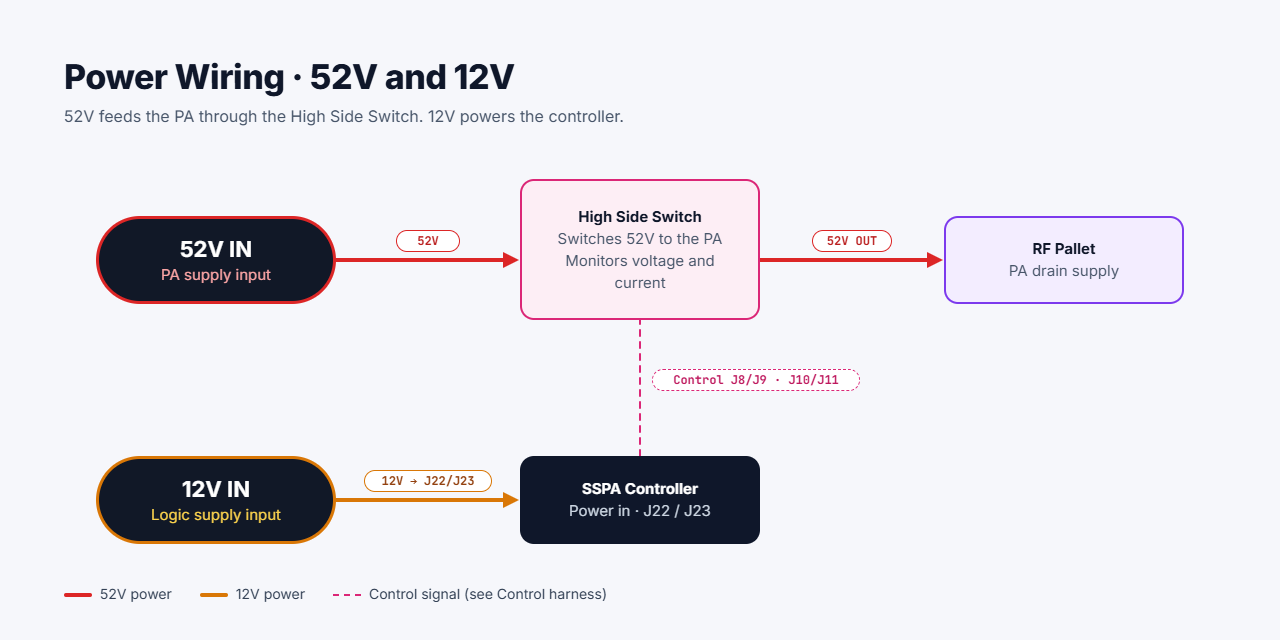 Power Wiring · 52V and 12V
52V feeds the PA through the High Side Switch. 12V powers the controller.
52V IN
PA supply input
52V
High Side Switch
Switches 52V to the PA
Monitors voltage and
current
52V OUT
RF Pallet
PA drain supply
Control J8/J9 · J10/J11
12V IN
Logic supply input
12V → J22/J23
SSPA Controller
Power in · J22 / J23
52V power
12V power
Control signal (see Control harness)